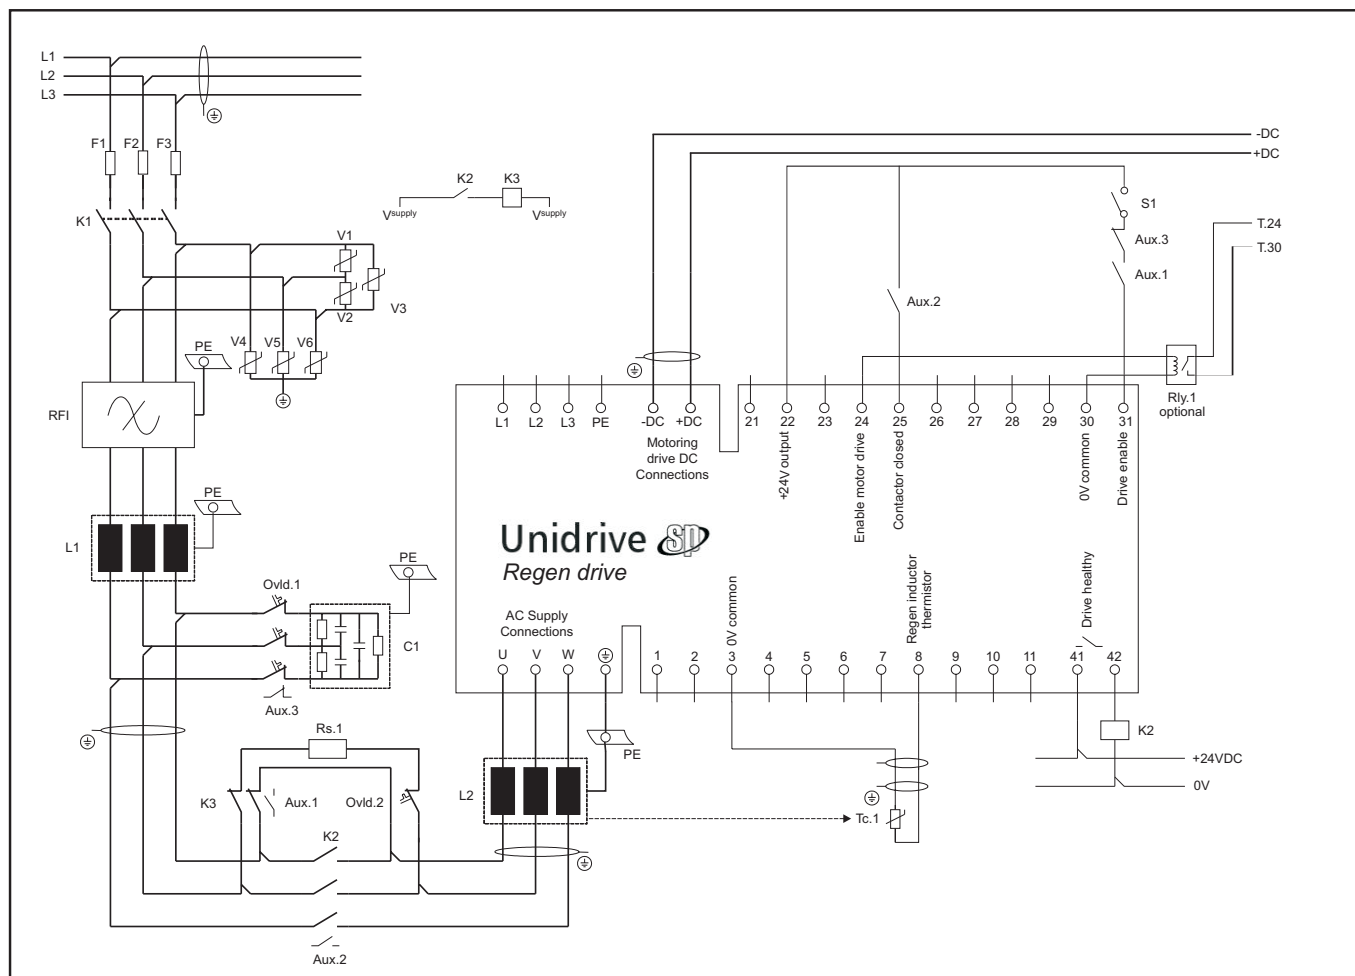 L1
L2
L3
F1 F2 F3
K1
V1
V2
V3
V4 V5 V6
PE
RFI
PE
L1
PE
Ovld.1
C1
Aux.3
Rs.1
K3
Aux.1
Ovld.2
K2
Aux.2
K2 K3
Vsupply Vsupply
-DC
+DC
S1
Aux.3
Aux.1
Aux.2
T.24
T.30
Rly.1
optional
L1 L2 L3 PE -DC +DC 21 22 23 24 25 26 27 28 29 30 31
Motoring
drive DC
Connections
+24V output
Enable motor drive
Contactor closed
0V common
Drive enable
Unidrive SP
Regen drive
AC Supply
Connections
0V common
Regen inductor
thermistor
Drive healthy
U V W 1 2 3 4 5 6 7 8 9 10 11 41 42
PE
L2
Tc.1
K2
+24VDC
0V